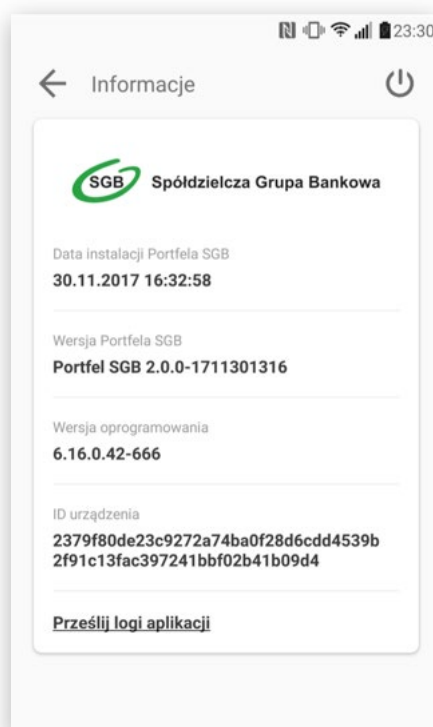 23:30
Informacje
SGB Spółdzielcza Grupa Bankowa
Data instalacji Portfela SGB
30.11.2017 16:32:58
Wersja Portfela SGB
Portfel SGB 2.0.0-1711301316
Wersja oprogramowania
6.16.0.42-666
ID urządzenia
2379f80de23c9272a74ba0f28d6cdd4539b
2f91c13fac397241bbf02b41b09d4
Prześlij logi aplikacji